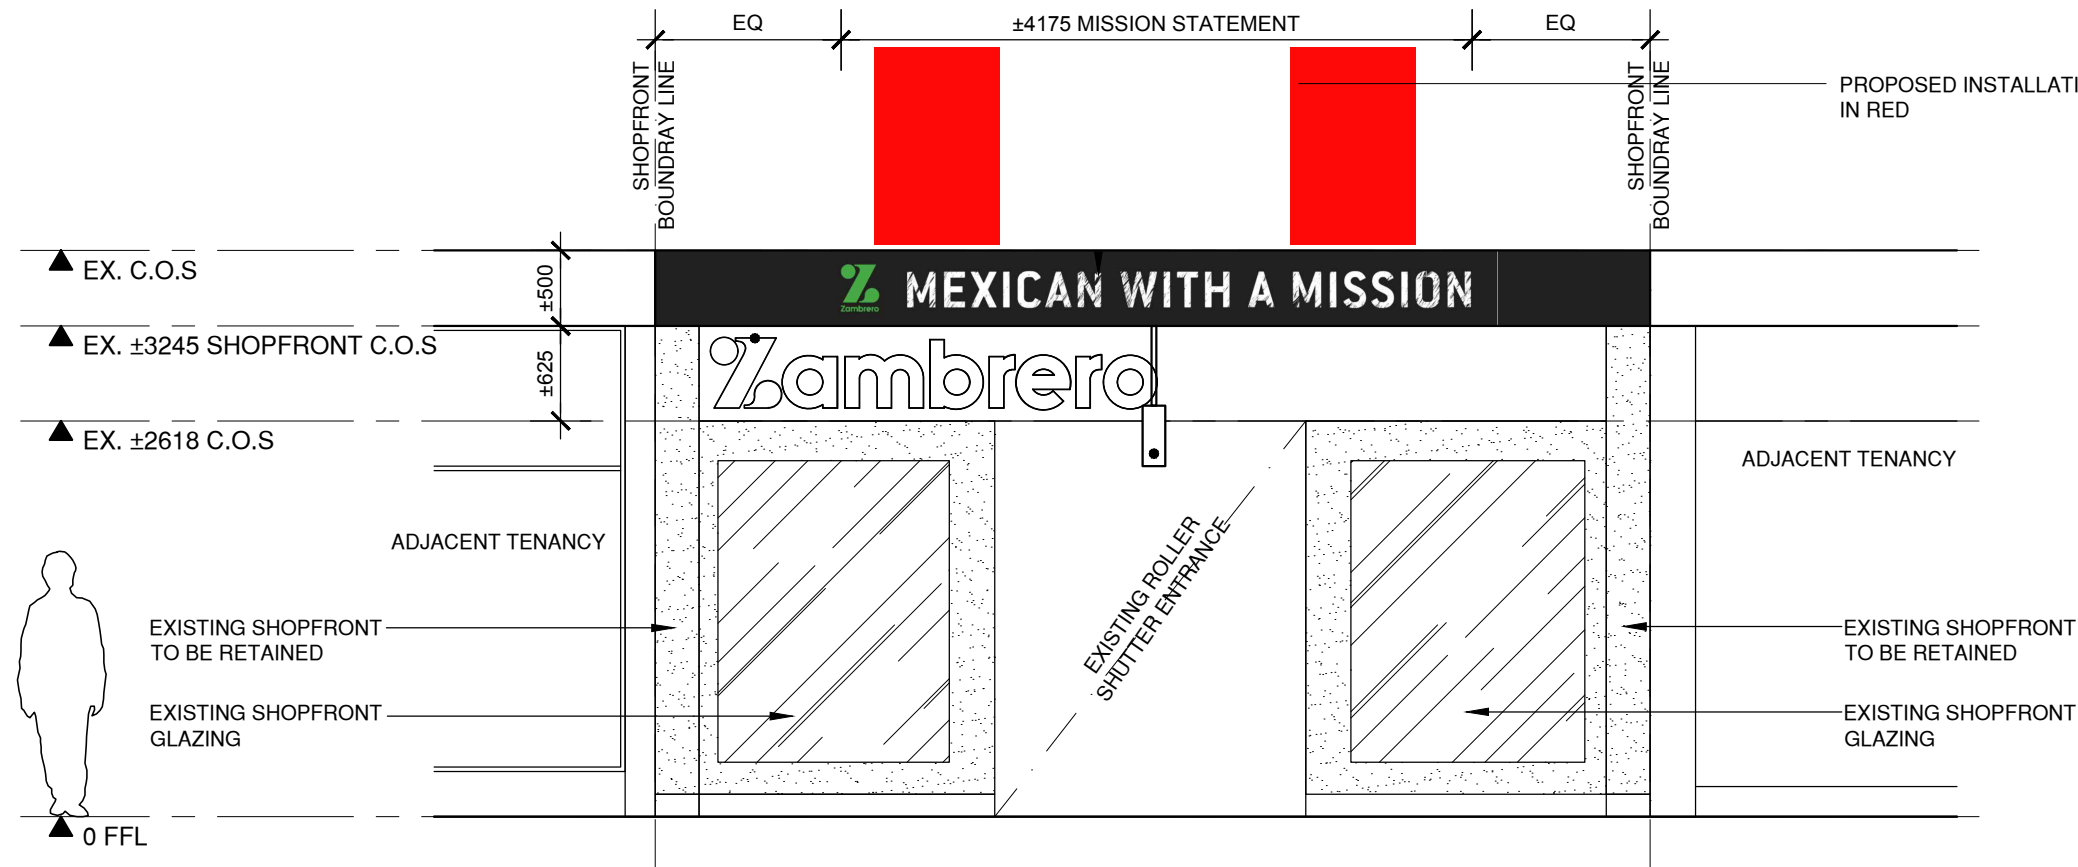 EQ
±4175 MISSION STATEMENT
EQ
SHOPFRONT
BOUNDRAY LINE
SHOPFRONT
BOUNDRAY LINE
PROPOSED INSTALLATI
IN RED
EX. C.O.S
±500
Zambrero
MEXICAN WITH A MISSION
EX. ±3245 SHOPFRONT C.O.S
±625
Zambrero
EX. ±2618 C.O.S
ADJACENT TENANCY
ADJACENT TENANCY
EXISTING ROLLER
SHUTTER ENTRANCE
EXISTING SHOPFRONT
TO BE RETAINED
EXISTING SHOPFRONT
TO BE RETAINED
EXISTING SHOPFRONT
GLAZING
EXISTING SHOPFRONT
GLAZING
0 FFL